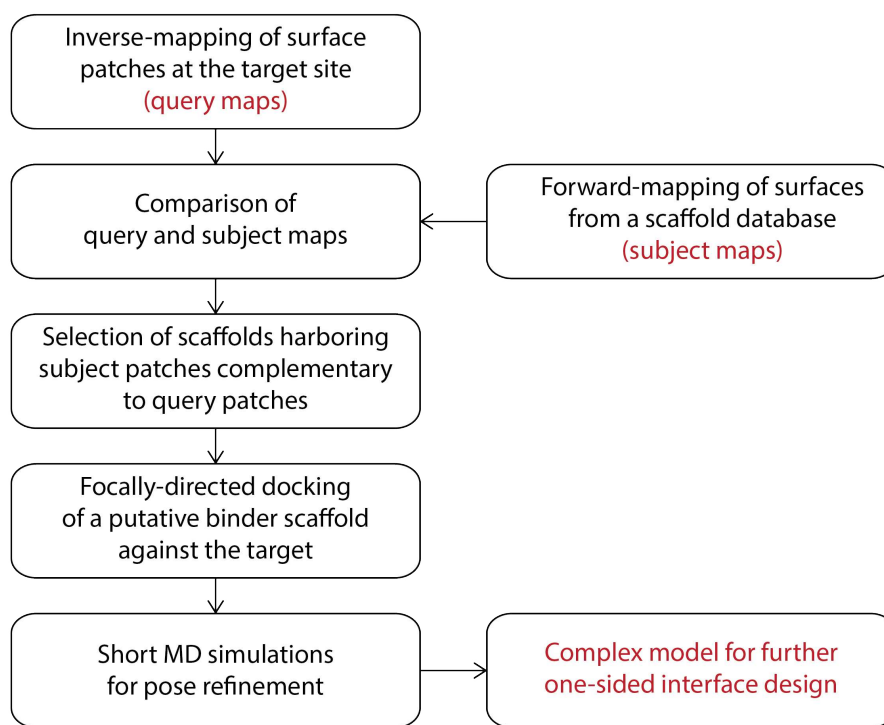 Inverse-mapping of surface
patches at the target site
(query maps)
Comparison of
query and subject maps
Forward-mapping of surfaces
from a scaffold database
(subject maps)
Selection of scaffolds harboring
subject patches complementary
to query patches
Focally-directed docking
of a putative binder scaffold
against the target
Short MD simulations
for pose refinement
Complex model for further
one-sided interface design